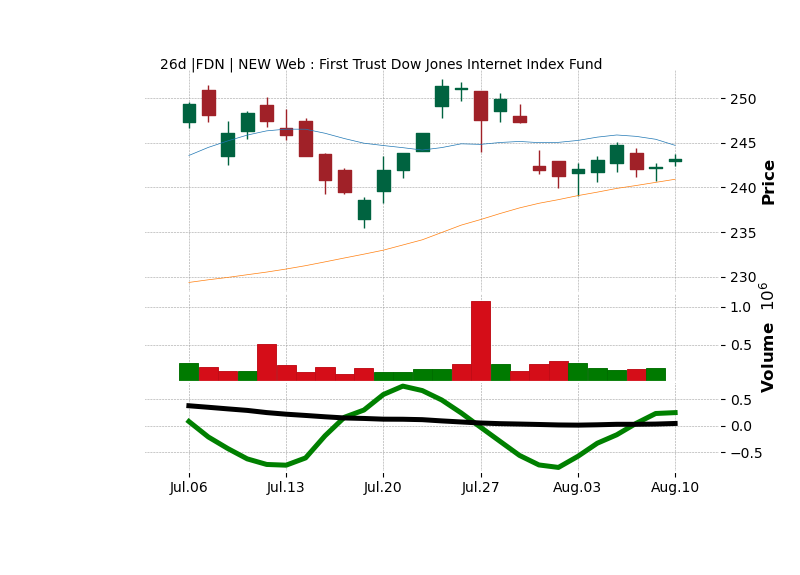 26d |FDN | NEW Web : First Trust Dow Jones Internet Index Fund
250
245
240
235
230
Price
1.0
0.5
Volume 10^6
0.5
0.0
−0.5
Jul.06 Jul.13 Jul.20 Jul.27 Aug.03 Aug.10